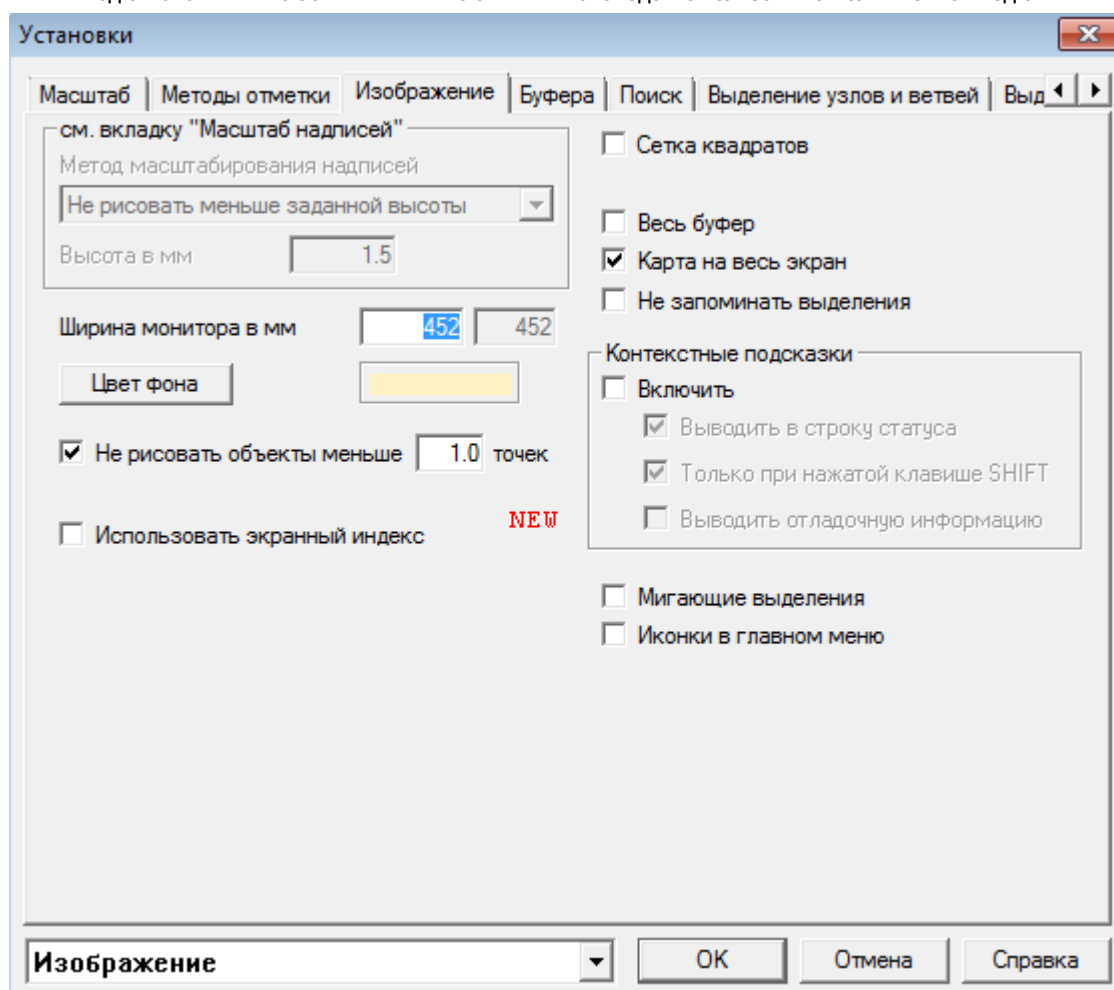 Установки
Масштаб Методы отметки Изображение Буфера Поиск Выделение узлов и ветвей Выд
см. вкладку "Масштаб надписей"
Метод масштабирования надписей
Не рисовать меньше заданной высоты
Высота в мм 1.5
Ширина монитора в мм 452 452
Цвет фона
Не рисовать объекты меньше 1.0 точек
NEW
Использовать экранный индекс
Сетка квадратов
Весь буфер
Карта на весь экран
Не запоминать выделения
Контекстные подсказки
Включить
Выводить в строку статуса
Только при нажатой клавише SHIFT
Выводить отладочную информацию
Мигающие выделения
Иконки в главном меню
Изображение OK Отмена Справка